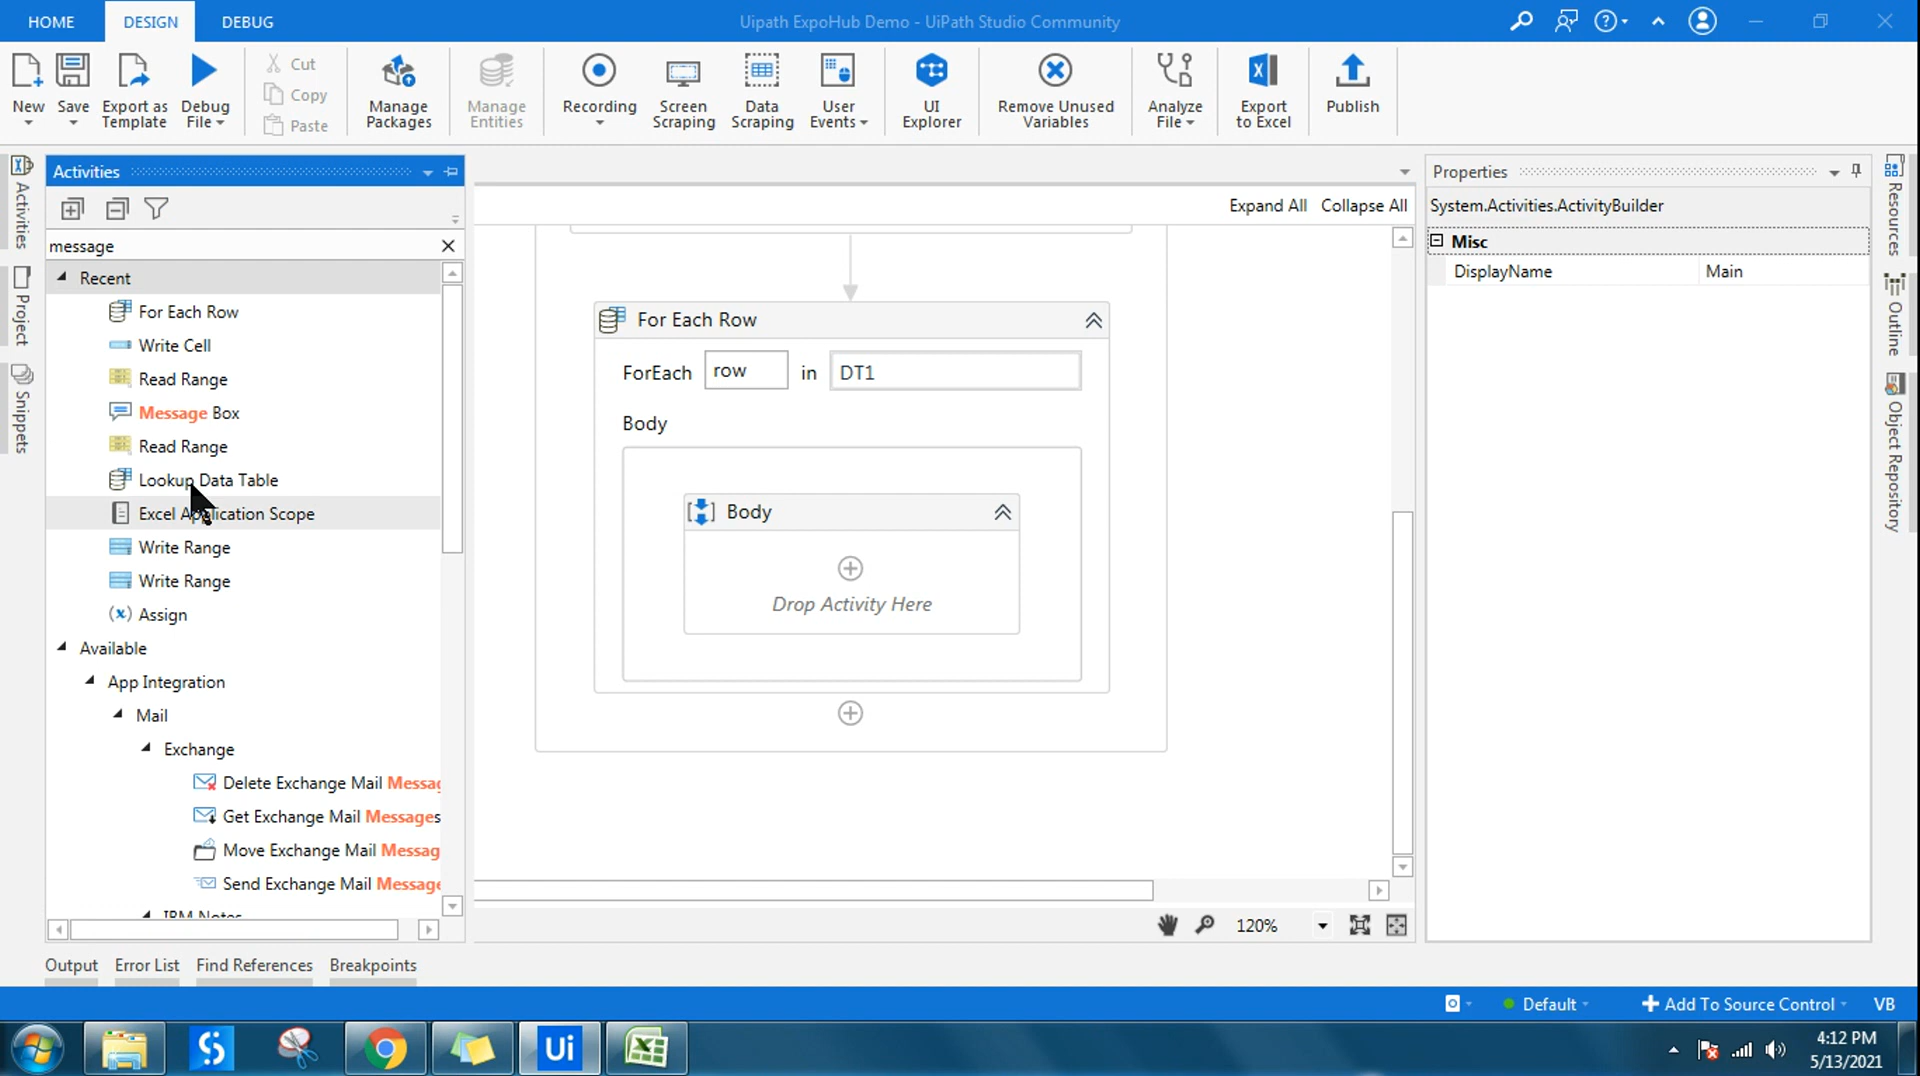 HOME DESIGN DEBUG
Uipath ExpoHub Demo - UiPath Studio Community
New
Save
Export as Template
Debug File
Cut
Copy
Paste
Manage Packages
Manage Entities
Recording
Screen Scraping
Data Scraping
User Events
UI Explorer
Remove Unused Variables
Analyze File
Export to Excel
Publish
Activities
Project
Snippets
Activities
message
Recent
For Each Row
Write Cell
Read Range
Message Box
Read Range
Lookup Data Table
Excel Application Scope
Write Range
Write Range
(x) Assign
Available
App Integration
Mail
Exchange
Delete Exchange Mail Messag
Get Exchange Mail Messages
Move Exchange Mail Messag
Send Exchange Mail Message
IBM Notes
Expand All Collapse All
For Each Row
ForEach row in DT1
Body
Body
Drop Activity Here
120%
Properties
System.Activities.ActivityBuilder
Misc
DisplayName Main
Resources
Outline
Object Repository
Output Error List Find References Breakpoints
Default
Add To Source Control
VB
Ui
4:12 PM
5/13/2021